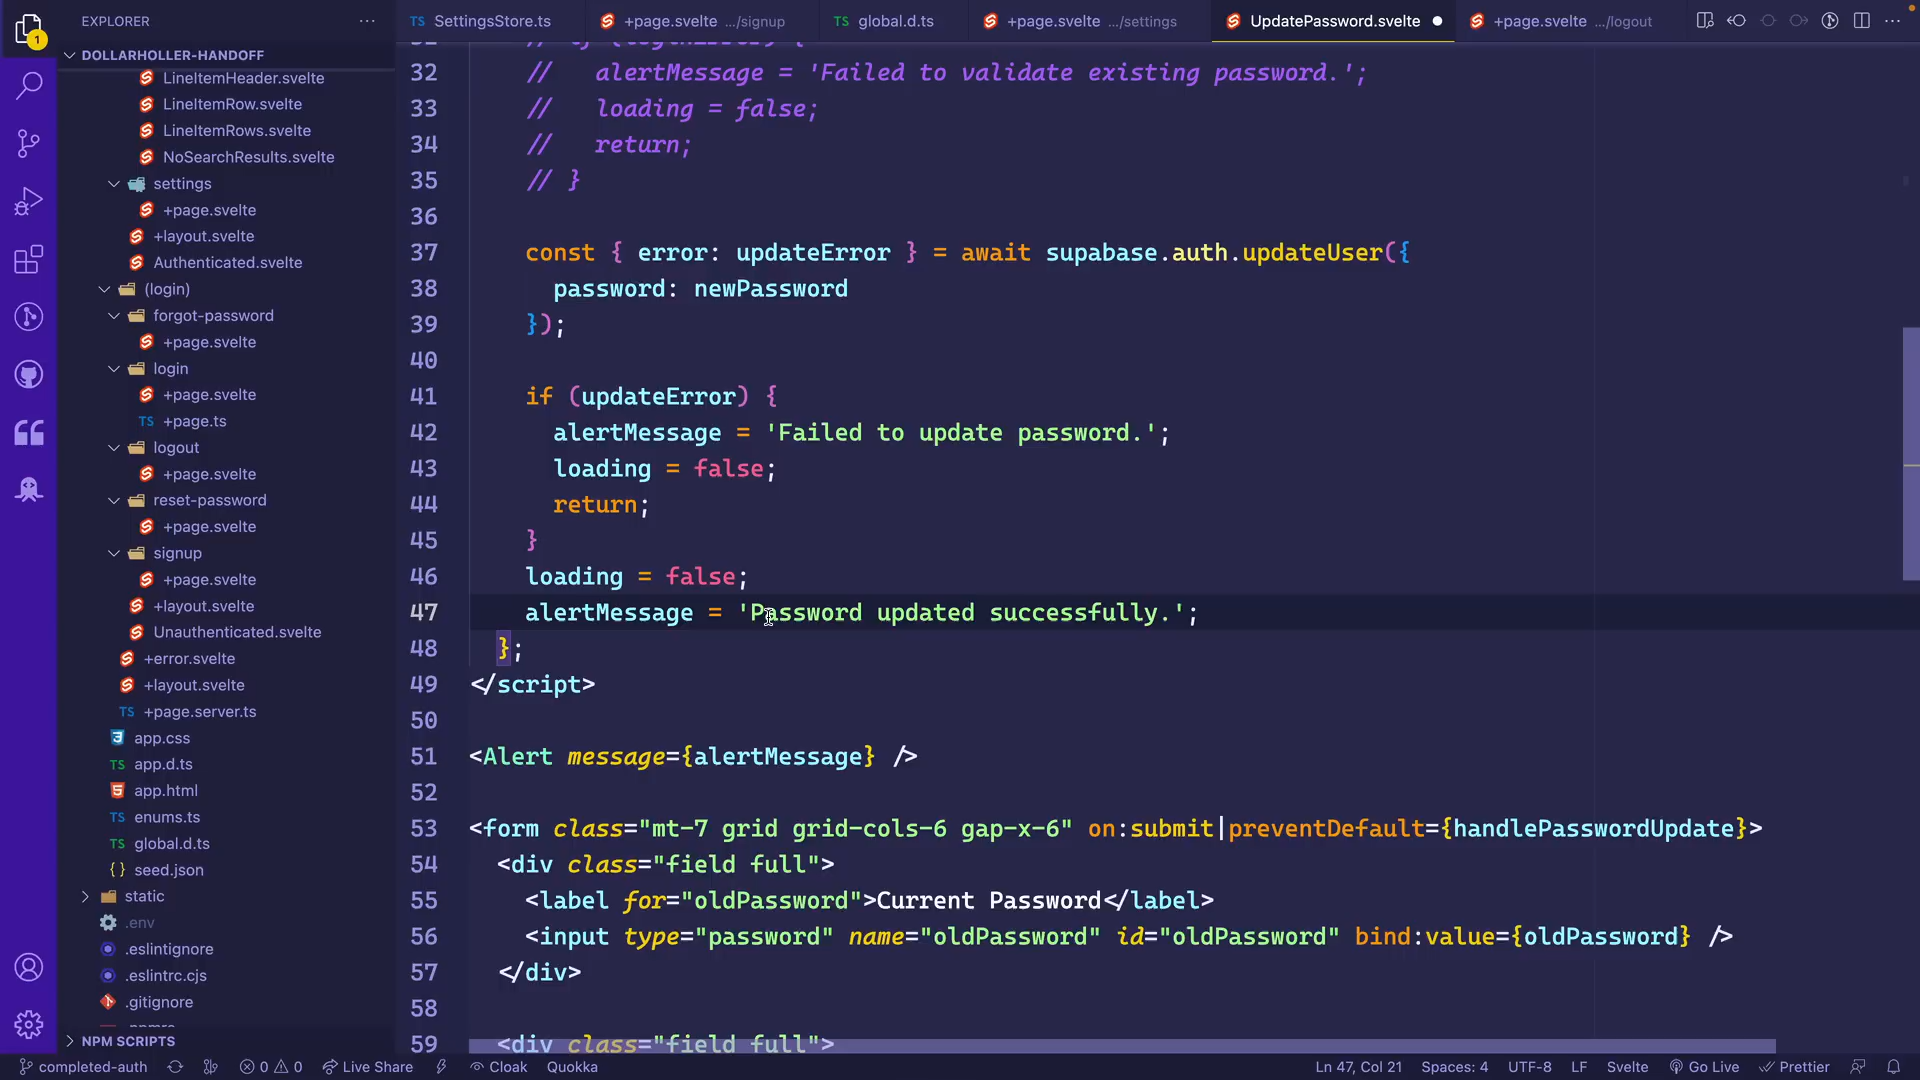 EXPLORER
SettingsStore.ts
+page.svelte .../signup
global.d.ts
+page.svelte .../settings
UpdatePassword.svelte
+page.svelte .../logout
1
DOLLARHOLLER-HANDOFF
LineItemHeader.svelte
LineItemRow.svelte
LineItemRows.svelte
NoSearchResults.svelte
settings
+page.svelte
+layout.svelte
Authenticated.svelte
(login)
forgot-password
+page.svelte
login
+page.svelte
TS +page.ts
logout
+page.svelte
reset-password
+page.svelte
signup
+page.svelte
+layout.svelte
Unauthenticated.svelte
+error.svelte
+layout.svelte
TS +page.server.ts
app.css
TS app.d.ts
app.html
TS enums.ts
TS global.d.ts
seed.json
static
.env
.eslintignore
.eslintrc.cjs
.gitignore
NPM SCRIPTS
32 // alertMessage = 'Failed to validate existing password.';
33 // loading = false;
34 // return;
35 // }
36
37 const { error: updateError } = await supabase.auth.updateUser({
38 password: newPassword
39 });
40
41 if (updateError) {
42 alertMessage = 'Failed to update password.';
43 loading = false;
44 return;
45 }
46 loading = false;
47 alertMessage = 'Password updated successfully.';
48 };
49 </script>
50
51 <Alert message={alertMessage} />
52
53 <form class="mt-7 grid grid-cols-6 gap-x-6" on:submit|preventDefault={handlePasswordUpdate}>
54 <div class="field full">
55 <label for="oldPassword">Current Password</label>
56 <input type="password" name="oldPassword" id="oldPassword" bind:value={oldPassword} />
57 </div>
58
59 <div class="field full">
completed-auth
0
0
Live Share
Cloak
Quokka
Ln 47, Col 21
Spaces: 4
UTF-8
LF
Svelte
Go Live
Prettier